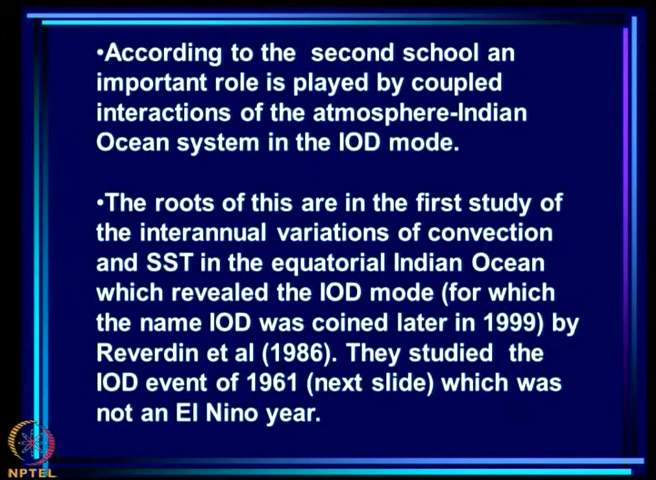 •According to the second school an
important role is played by coupled
interactions of the atmosphere-Indian
Ocean system in the IOD mode.
•The roots of this are in the first study of
the interannual variations of convection
and SST in the equatorial Indian Ocean
which revealed the IOD mode (for which
the name IOD was coined later in 1999) by
Reverdin et al (1986). They studied the
IOD event of 1961 (next slide) which was
not an El Nino year.
NPTEL